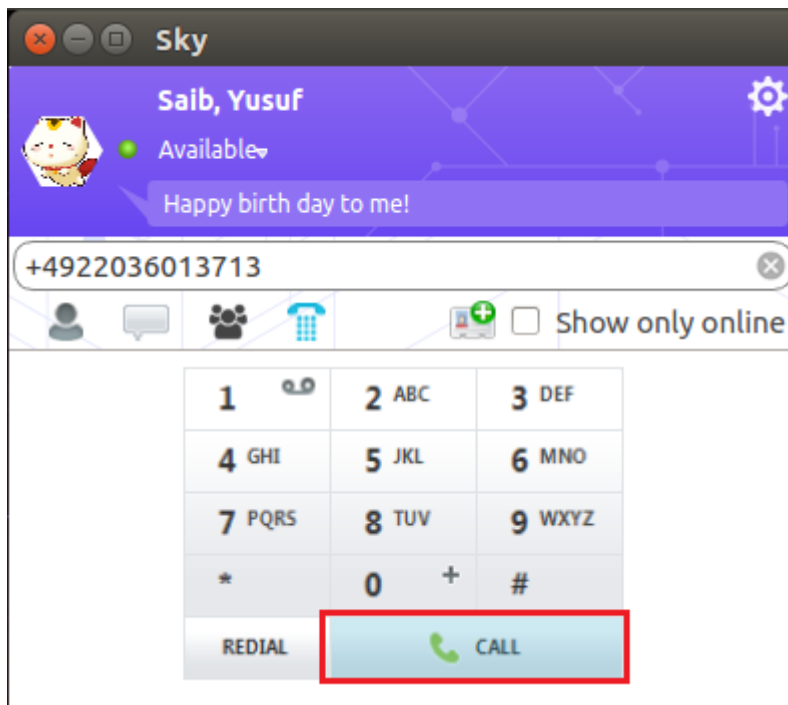 Sky
Saib, Yusuf
Available
Happy birth day to me!
+4922036013713
Show only online
1 2 ABC 3 DEF
4 GHI 5 JKL 6 MNO
7 PQRS 8 TUV 9 WXYZ
* 0 + #
REDIAL CALL